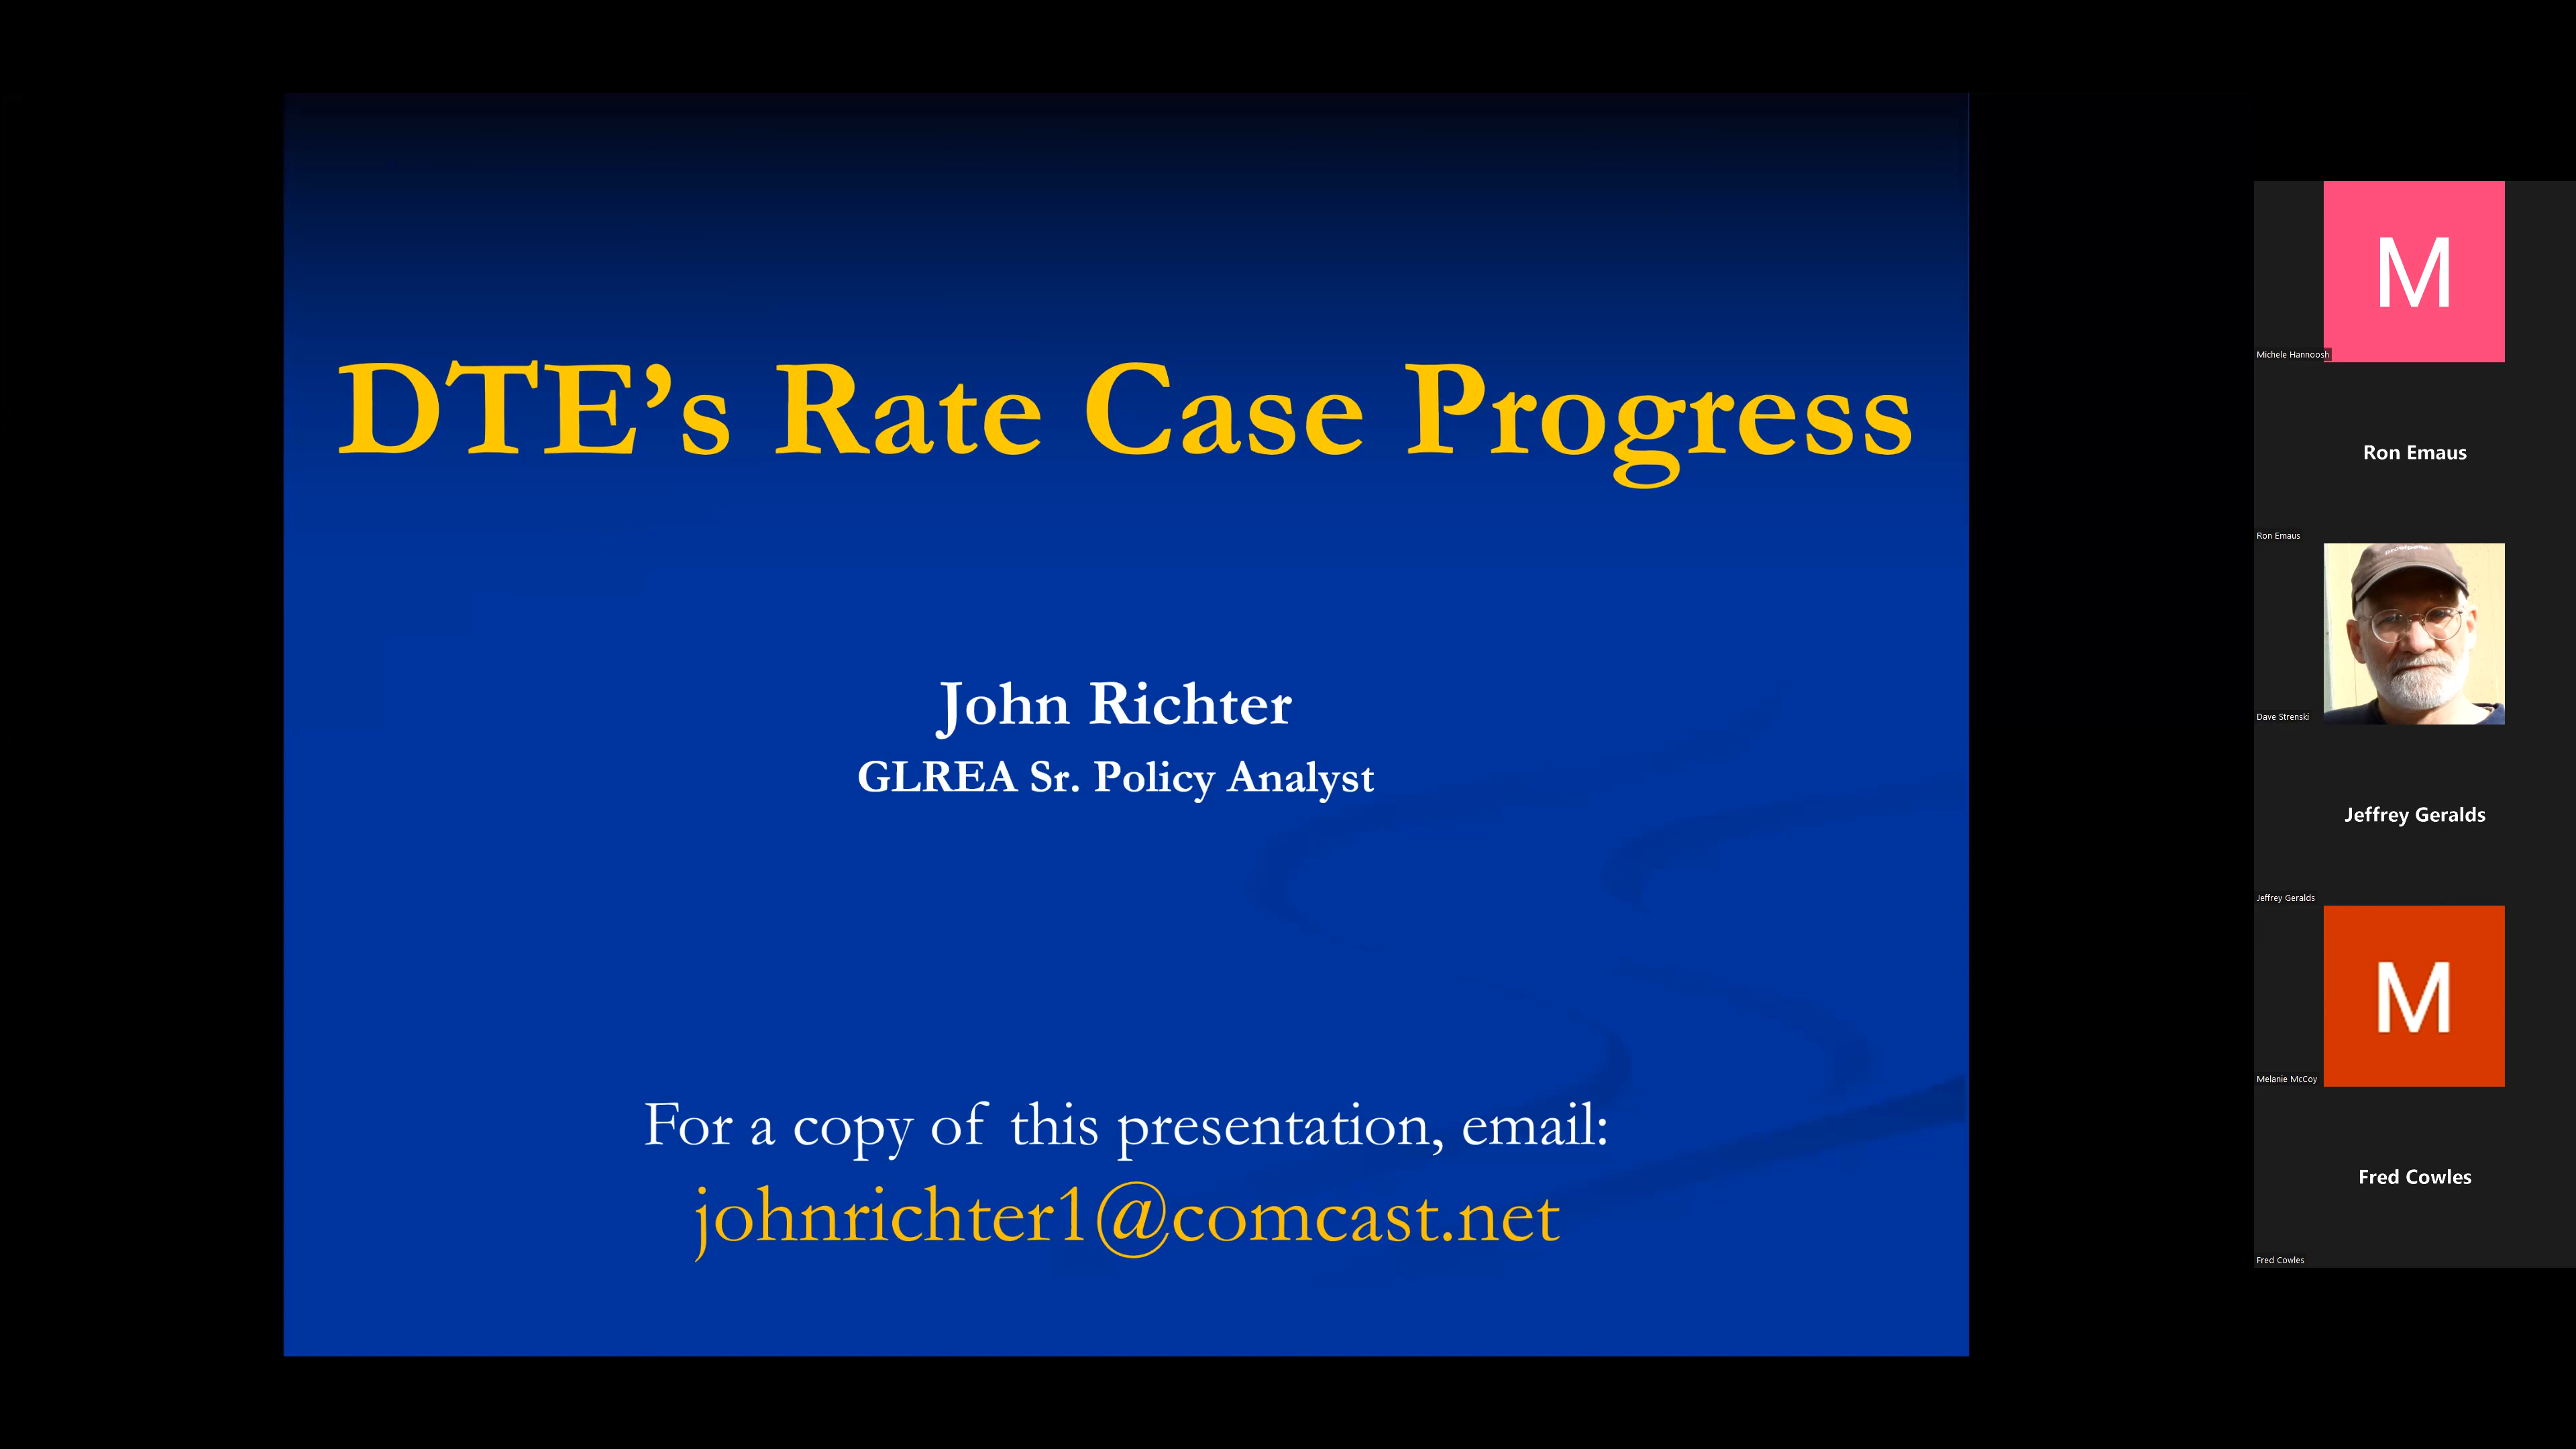 DTE’s Rate Case Progress
John Richter
GLREA Sr. Policy Analyst
For a copy of this presentation, email:
johnrichter1@comcast.net
M
Michele Hannoosh
Ron Emaus
Ron Emaus
Dave Strenski
Jeffrey Geralds
Jeffrey Geralds
M
Melanie McCoy
Fred Cowles
Fred Cowles